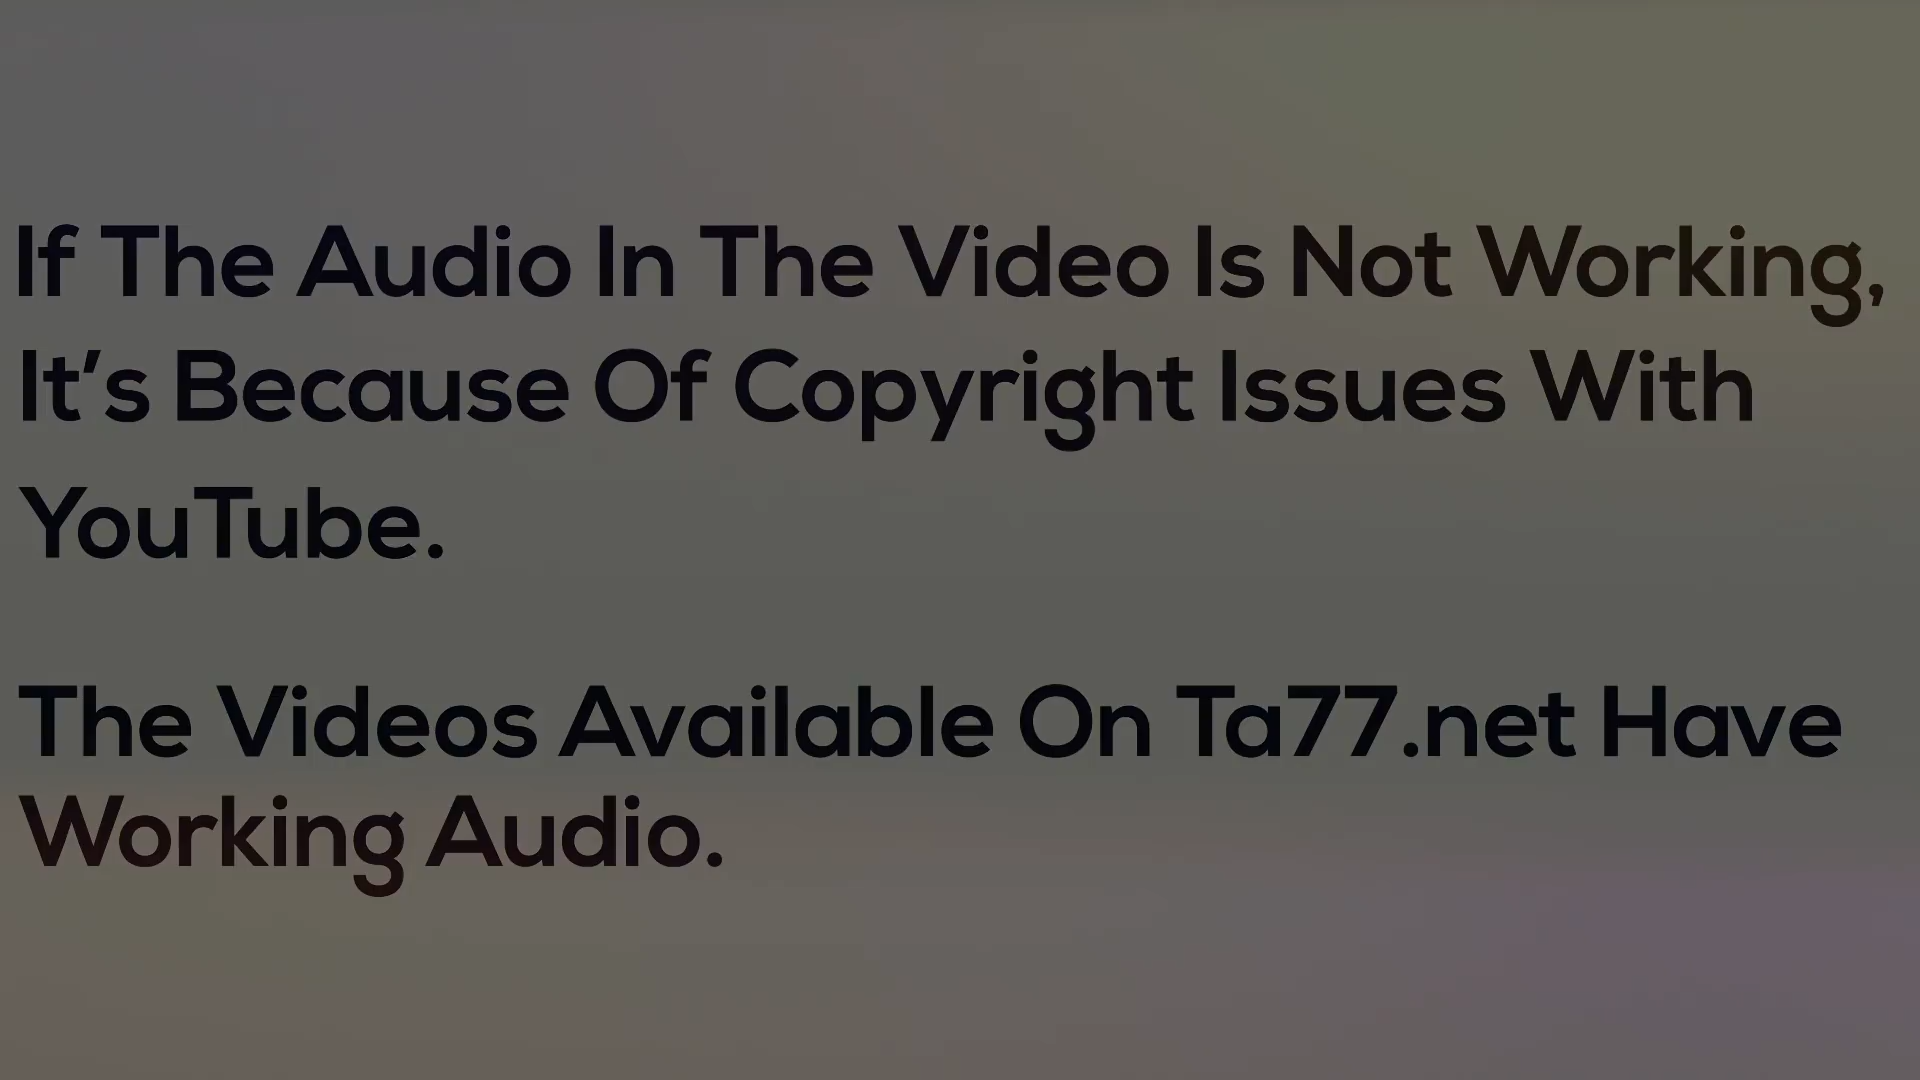 If The Audio In The Video Is Not Working,
It’s Because Of Copyright Issues With
YouTube.
The Videos Available On Ta77.net Have
Working Audio.